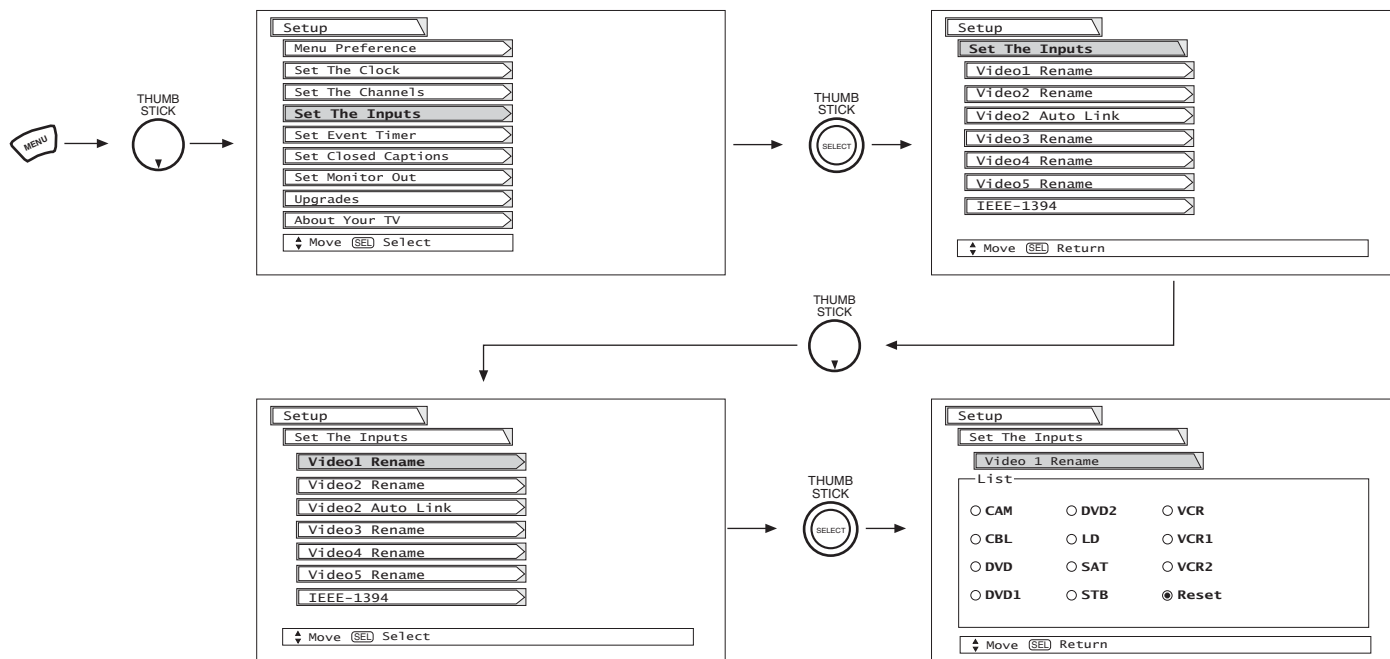 MENU
THUMB
STICK
Setup
Menu Preference
Set The Clock
Set The Channels
Set The Inputs
Set Event Timer
Set Closed Captions
Set Monitor Out
Upgrades
About Your TV
Move SEL Select
THUMB
STICK
SELECT
Setup
Set The Inputs
Video1 Rename
Video2 Rename
Video2 Auto Link
Video3 Rename
Video4 Rename
Video5 Rename
IEEE-1394
Move SEL Return
THUMB
STICK
Setup
Set The Inputs
Video1 Rename
Video2 Rename
Video2 Auto Link
Video3 Rename
Video4 Rename
Video5 Rename
IEEE-1394
Move SEL Select
THUMB
STICK
SELECT
Setup
Set The Inputs
Video 1 Rename
List
CAM DVD2 VCR
CBL LD VCR1
DVD SAT VCR2
DVD1 STB Reset
Move SEL Return